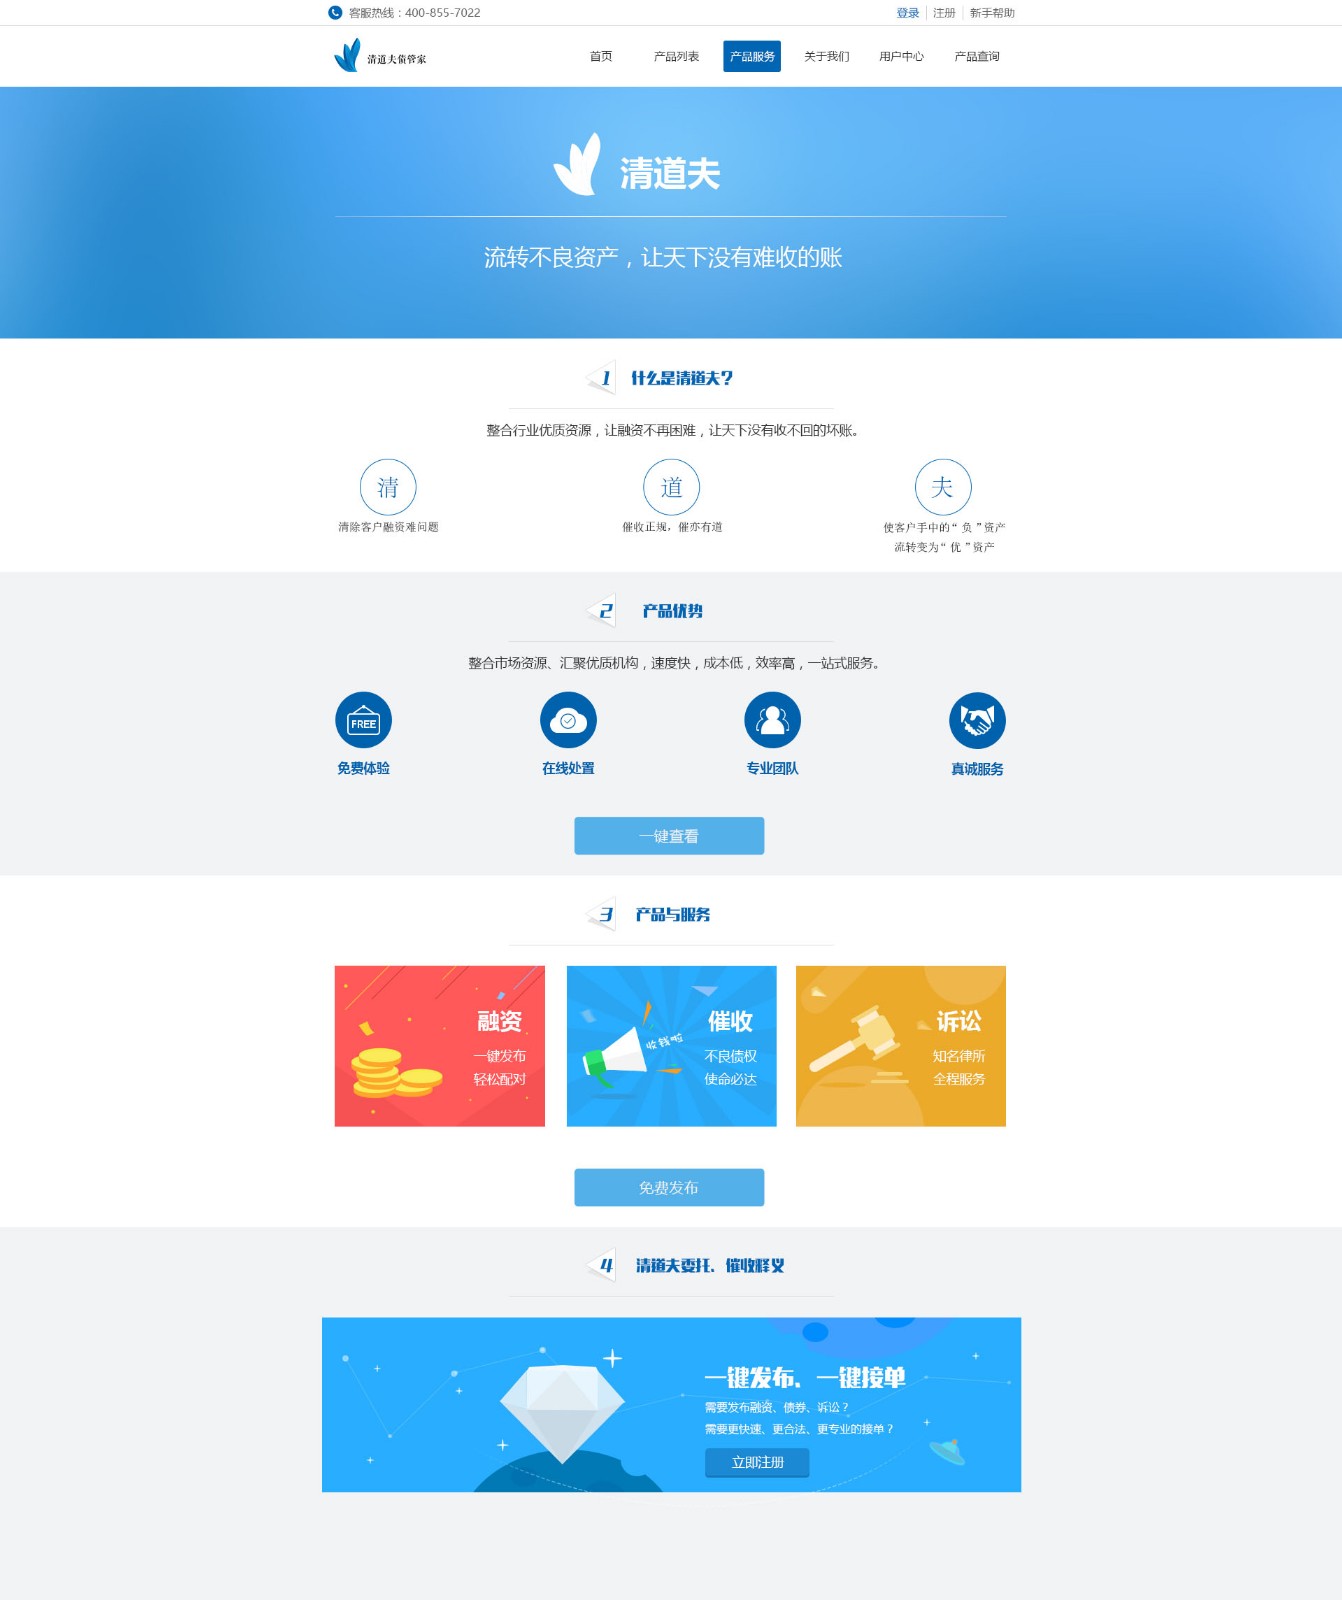 客服热线：400-855-7022
登录 注册 新手帮助
清道夫债管家
首页 产品列表 产品服务 关于我们 用户中心 产品查询
清道夫
流转不良资产，让天下没有难收的账
1 什么是清道夫？
整合行业优质资源，让融资不再困难，让天下没有收不回的坏账。
清 道 夫
清除客户融资难问题
催收正规，催亦有道
使客户手中的“负”资产
流转变为“优”资产
2 产品优势
整合市场资源、汇聚优质机构，速度快，成本低，效率高，一站式服务。
FREE
免费体验 在线处置 专业团队 真诚服务
一键查看
3 产品与服务
融资
一键发布
轻松配对
收钱啦
催收
不良债权
使命必达
诉讼
知名律所
全程服务
免费发布
4 清道夫委托、催收释义
一键发布、一键接单
需要发布融资、债券、诉讼？
需要更快速、更合法、更专业的接单？
立即注册